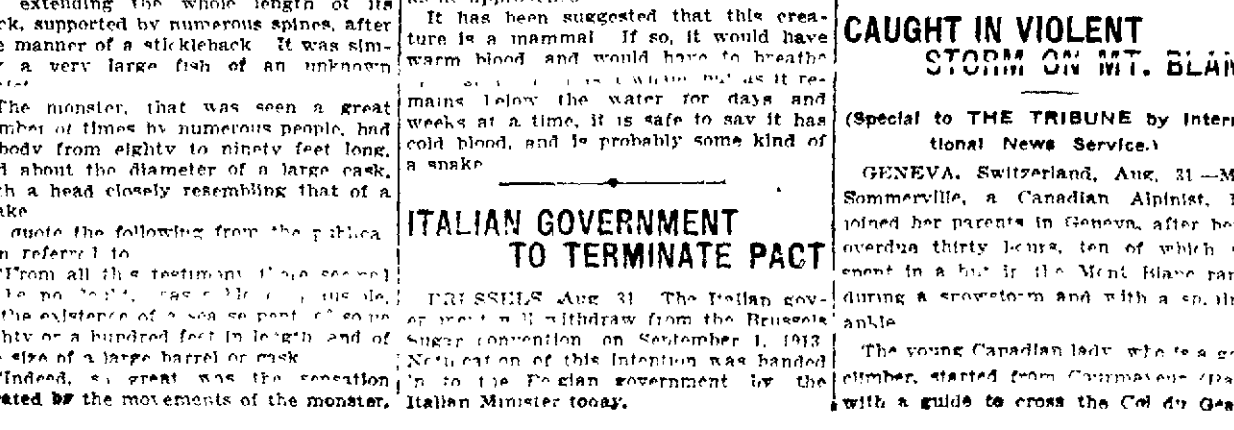 extending the whole length of its
supported by numerous spines, after
manner of a stickleback It was sim-
a very large fish of an unknown
The monster, that was seen a great
of times by numerous people, had
body from eighty to ninety feet long,
about the diameter of a large cask,
a head closely resembling that of a
quote the following from the publica
referred to
"From all this testimony there seemed
the existence of a sea serpent of some
or a hundred feet in length and of
size of a large barrel or cask
"Indeed, so great was the sensation
by the movements of the monster,
It has been suggested that this crea-
ture is a mammal If so, it would have
warm blood and would have to breathe
as it re-
mains below the water for days and
weeks at a time, it is safe to say it has
cold blood, and is probably some kind of
a snake
ITALIAN GOVERNMENT
TO TERMINATE PACT
BRUSSELS Aug 31 The Italian gov-
ernment will withdraw from the Brussels
Sugar convention on September 1, 1913
Notification of this intention was handed
in to the Belgian government by the
Italian Minister today.
CAUGHT IN VIOLENT
STORM ON MT. BLAN
(Special to THE TRIBUNE by Intern
tional News Service.)
GENEVA, Switzerland, Aug. 31—M
Sommerville, a Canadian Alpinist,
joined her parents in Geneva, after
overdue thirty hours, ten of which
spent in a hut in the Mont Blanc
during a snowstorm and with a
ankle
The young Canadian lady who is a
climber, started from Courmayeur
with a guide to cross the Col du